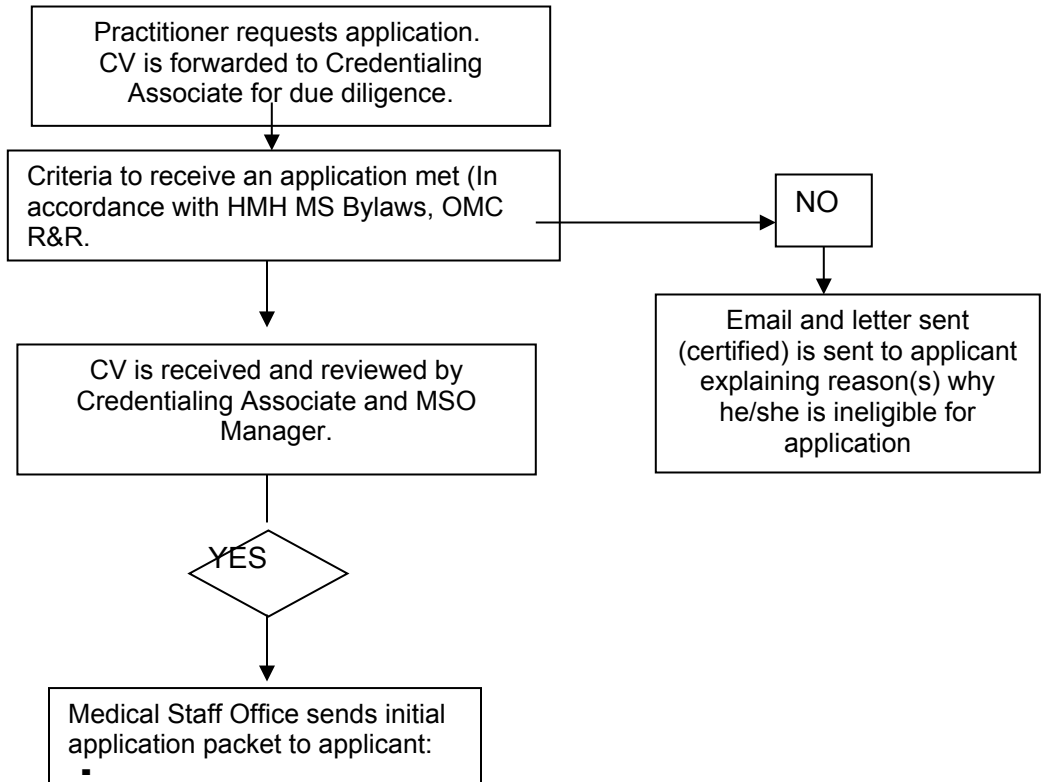 Practitioner requests application.
CV is forwarded to Credentialing
Associate for due diligence.
Criteria to receive an application met (In
accordance with HMH MS Bylaws, OMC
R&R.
NO
Email and letter sent
(certified) is sent to applicant
explaining reason(s) why
he/she is ineligible for
application
CV is received and reviewed by
Credentialing Associate and MSO
Manager.
YES
Medical Staff Office sends initial
application packet to applicant:
▪